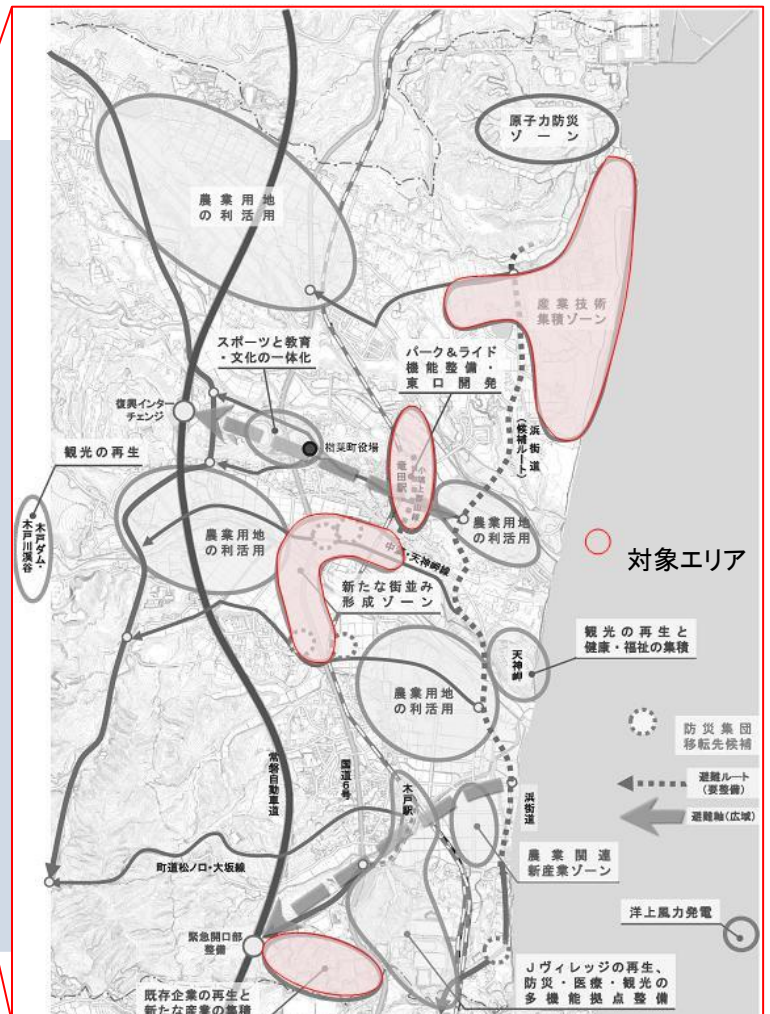 原子力防災
ゾーン
農業用地
の利活用
産業技術
集積ゾーン
スポーツと教育
・文化の一体化
パーク&ライド
機能整備・
東口開発
復興インター
チェンジ
楢葉町役場
浜街道
(候補ルート)
観光の再生
竜田駅
木戸ダム・
木戸川渓谷
農業用地
の利活用
農業用地
の利活用
・天神岬線
対象エリア
新たな街並み
形成ゾーン
観光の再生と
健康・福祉の集積
天神岬
農業用地
の利活用
防災集団
移転先候補
常磐自動車道
国道6号
木戸駅
浜街道
避難ルート
(要整備)
避難軸(広域)
町道松ノ口・大坂線
農業関連
新産業ゾーン
洋上風力発電
緊急開口部
整備
Jヴィレッジの再生、
防災・医療・観光の
多機能拠点整備
既存企業の再生と
新たな産業の集積